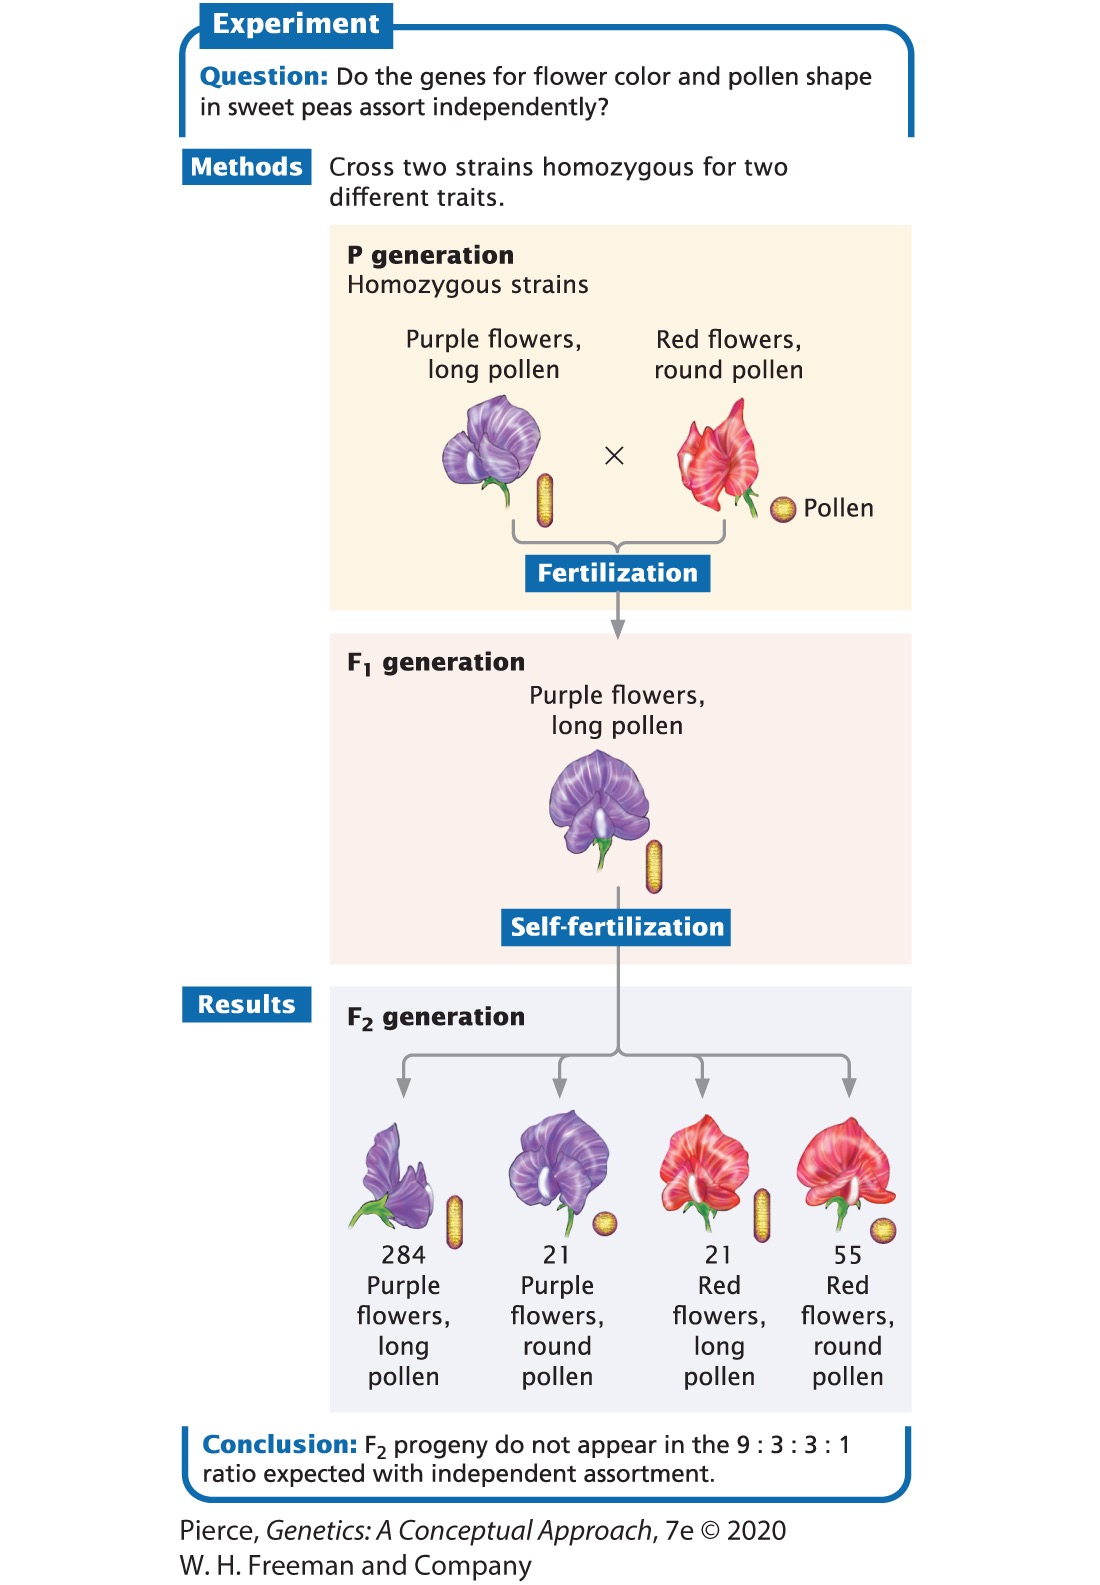 Experiment
Question: Do the genes for flower color and pollen shape
in sweet peas assort independently?
Methods
Cross two strains homozygous for two
different traits.
P generation
Homozygous strains
Purple flowers,
long pollen
Red flowers,
round pollen
×
Pollen
Fertilization
F₁ generation
Purple flowers,
long pollen
Self-fertilization
Results
F₂ generation
284
Purple
flowers,
long
pollen
21
Purple
flowers,
round
pollen
21
Red
flowers,
long
pollen
55
Red
flowers,
round
pollen
Conclusion: F₂ progeny do not appear in the 9 : 3 : 3 : 1
ratio expected with independent assortment.
Pierce, Genetics: A Conceptual Approach, 7e © 2020
W. H. Freeman and Company